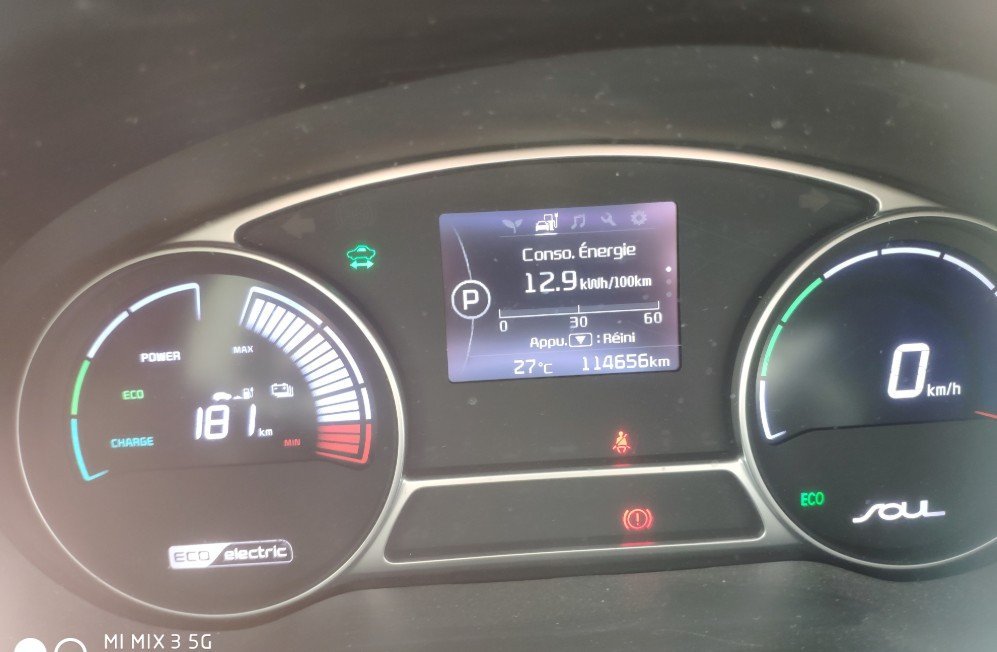 Conso. Énergie
12.9 kWh/100km
P
0 30 60
Appu. ▼ : Réini
27°C 114656km
POWER
MAX
ECO
181 km
CHARGE
MIN
ECO electric
0 km/h
ECO
SOUL
MI MIX 3 5G